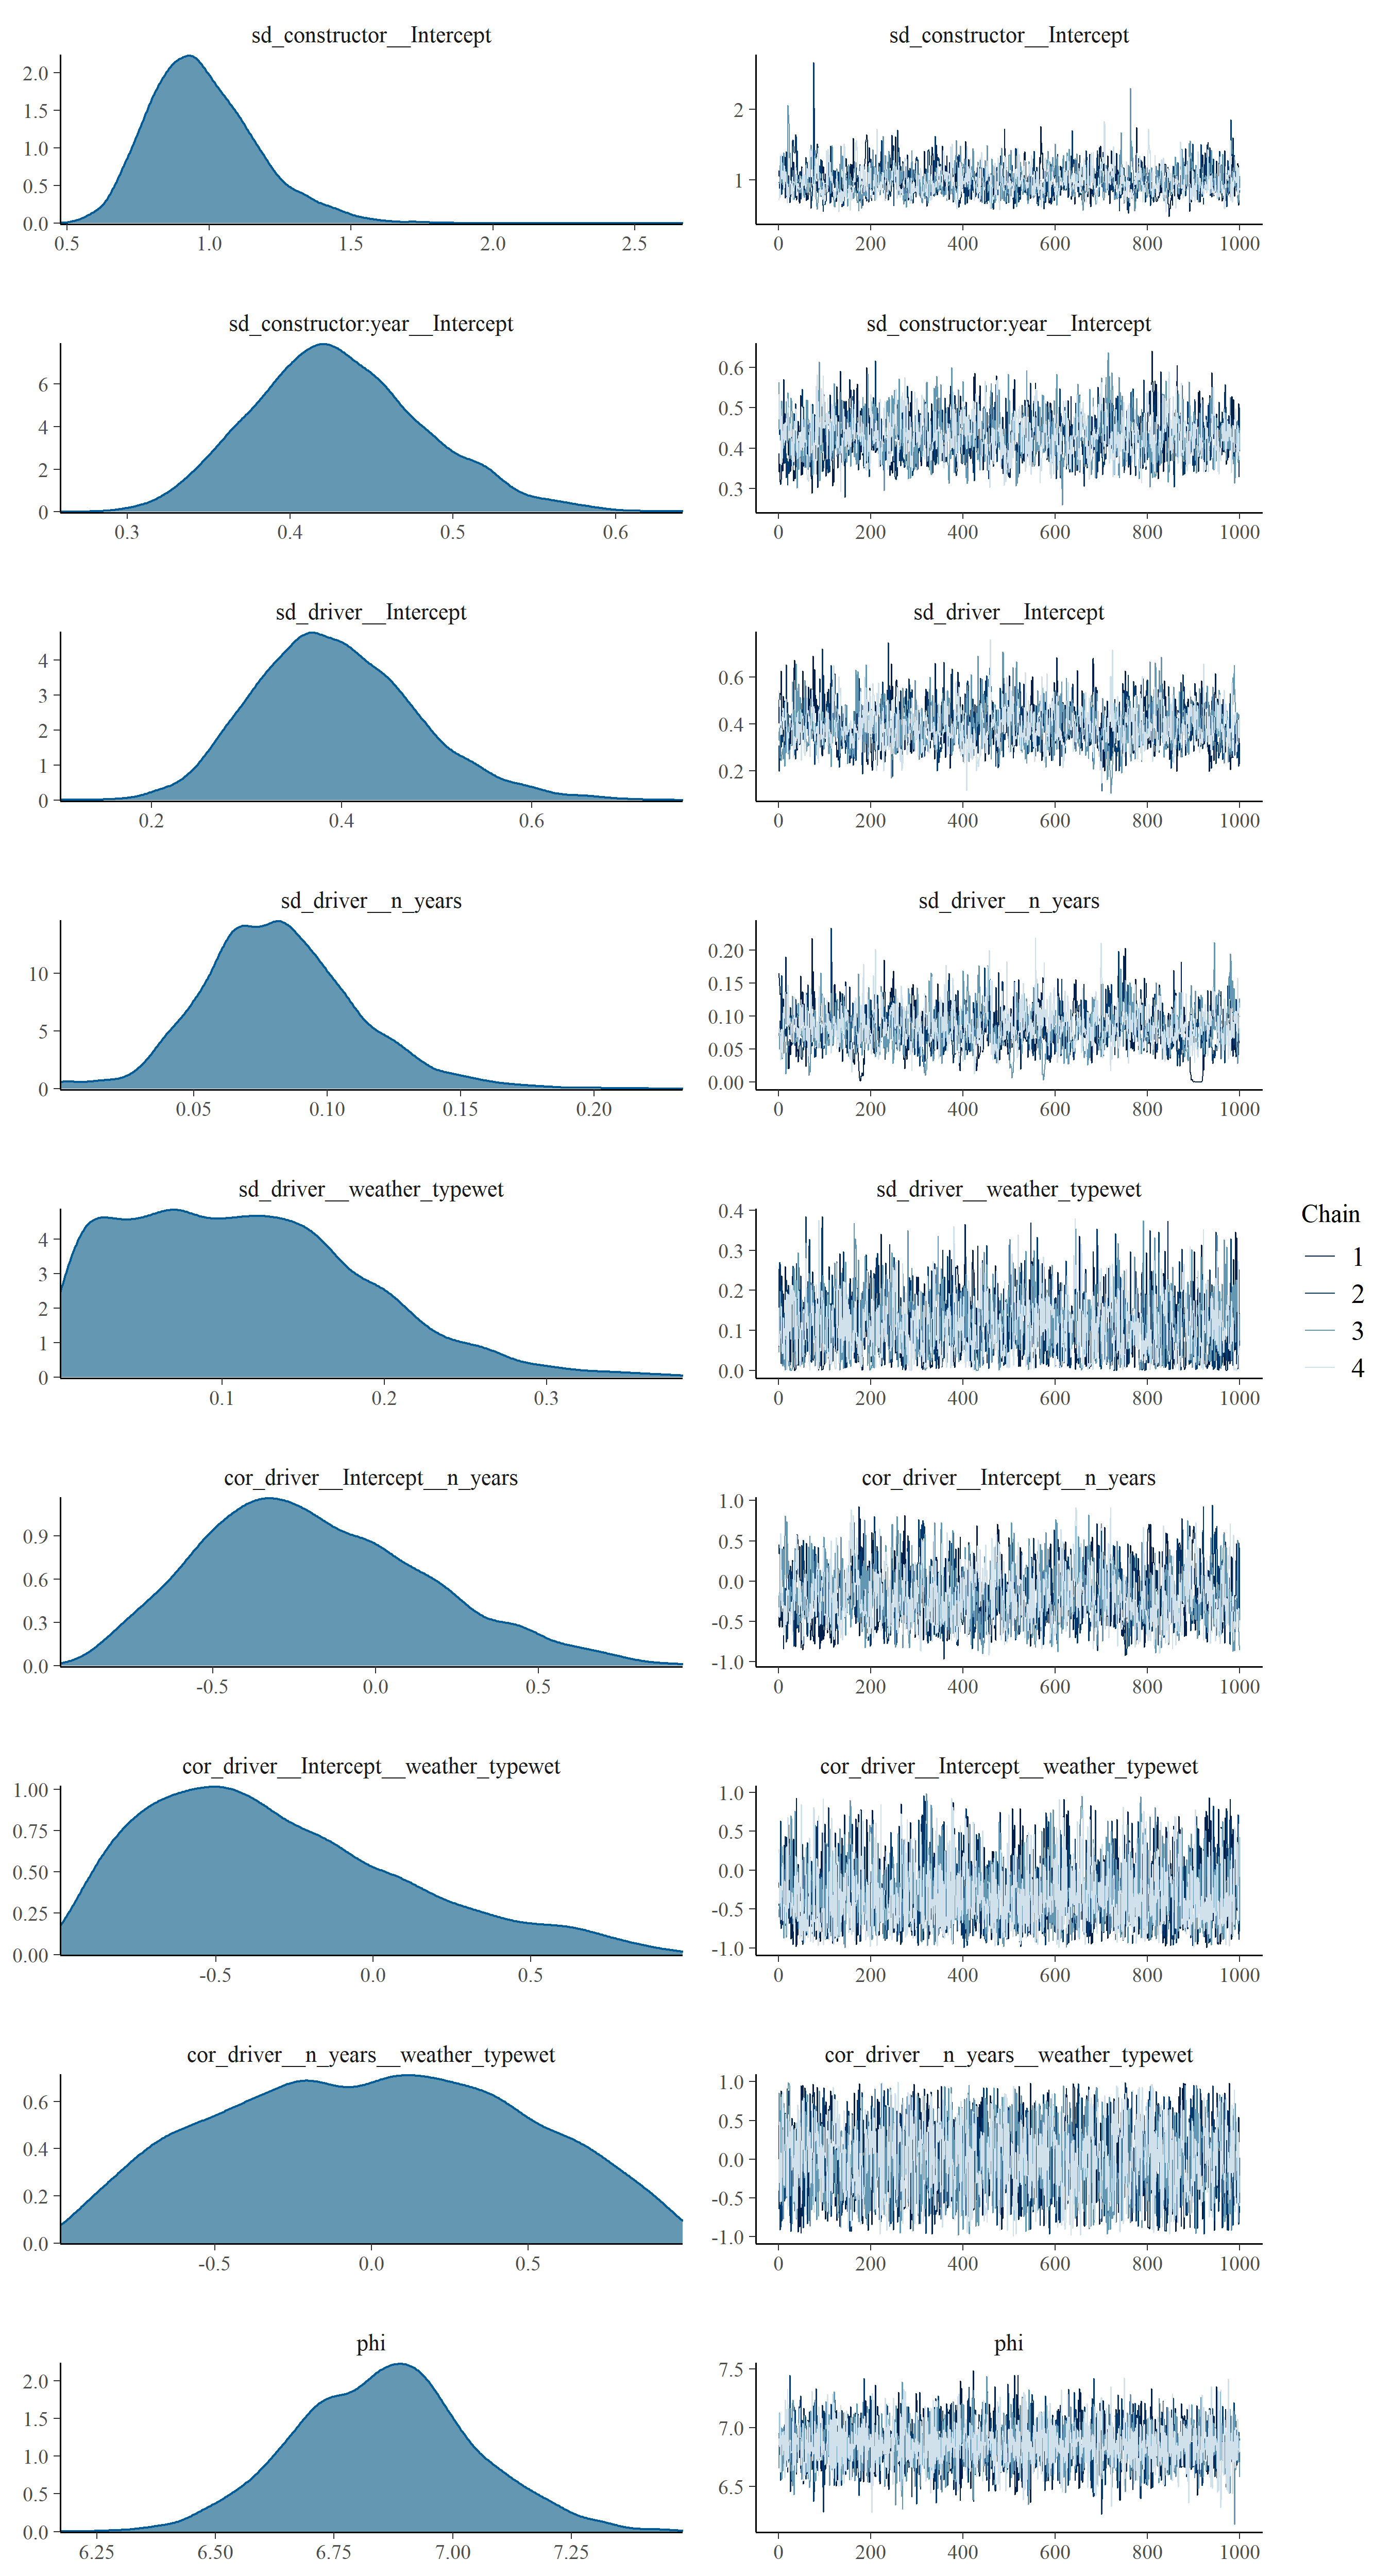 sd_constructor__Intercept
sd_constructor__Intercept
2.0
1.5
1.0
0.5
0.0
0.5 1.0 1.5 2.0 2.5
2
1
0 200 400 600 800 1000
sd_constructor:year__Intercept
sd_constructor:year__Intercept
6
4
2
0
0.3 0.4 0.5 0.6
0.6
0.5
0.4
0.3
0 200 400 600 800 1000
sd_driver__Intercept
sd_driver__Intercept
4
3
2
1
0
0.2 0.4 0.6
0.6
0.4
0.2
0 200 400 600 800 1000
sd_driver__n_years
sd_driver__n_years
10
5
0
0.05 0.10 0.15 0.20
0.20
0.15
0.10
0.05
0.00
0 200 400 600 800 1000
sd_driver__weather_typewet
sd_driver__weather_typewet
4
3
2
1
0
0.1 0.2 0.3
0.4
0.3
0.2
0.1
0.0
0 200 400 600 800 1000
Chain
1
2
3
4
cor_driver__Intercept__n_years
cor_driver__Intercept__n_years
0.9
0.6
0.3
0.0
-0.5 0.0 0.5
1.0
0.5
0.0
-0.5
-1.0
0 200 400 600 800 1000
cor_driver__Intercept__weather_typewet
cor_driver__Intercept__weather_typewet
1.00
0.75
0.50
0.25
0.00
-0.5 0.0 0.5
1.0
0.5
0.0
-0.5
-1.0
0 200 400 600 800 1000
cor_driver__n_years__weather_typewet
cor_driver__n_years__weather_typewet
0.6
0.4
0.2
0.0
-0.5 0.0 0.5
1.0
0.5
0.0
-0.5
-1.0
0 200 400 600 800 1000
phi
phi
2.0
1.5
1.0
0.5
0.0
6.25 6.50 6.75 7.00 7.25
7.5
7.0
6.5
0 200 400 600 800 1000